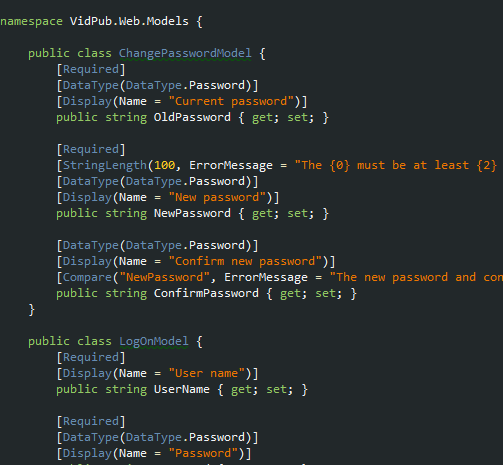 namespace VidPub.Web.Models {
public class ChangePasswordModel {
[Required]
[DataType(DataType.Password)]
[Display(Name = "Current password")]
public string OldPassword { get; set; }
[Required]
[StringLength(100, ErrorMessage = "The {0} must be at least {2}
[DataType(DataType.Password)]
[Display(Name = "New password")]
public string NewPassword { get; set; }
[DataType(DataType.Password)]
[Display(Name = "Confirm new password")]
[Compare("NewPassword", ErrorMessage = "The new password and con
public string ConfirmPassword { get; set; }
}
public class LogOnModel {
[Required]
[Display(Name = "User name")]
public string UserName { get; set; }
[Required]
[DataType(DataType.Password)]
[Display(Name = "Password")]